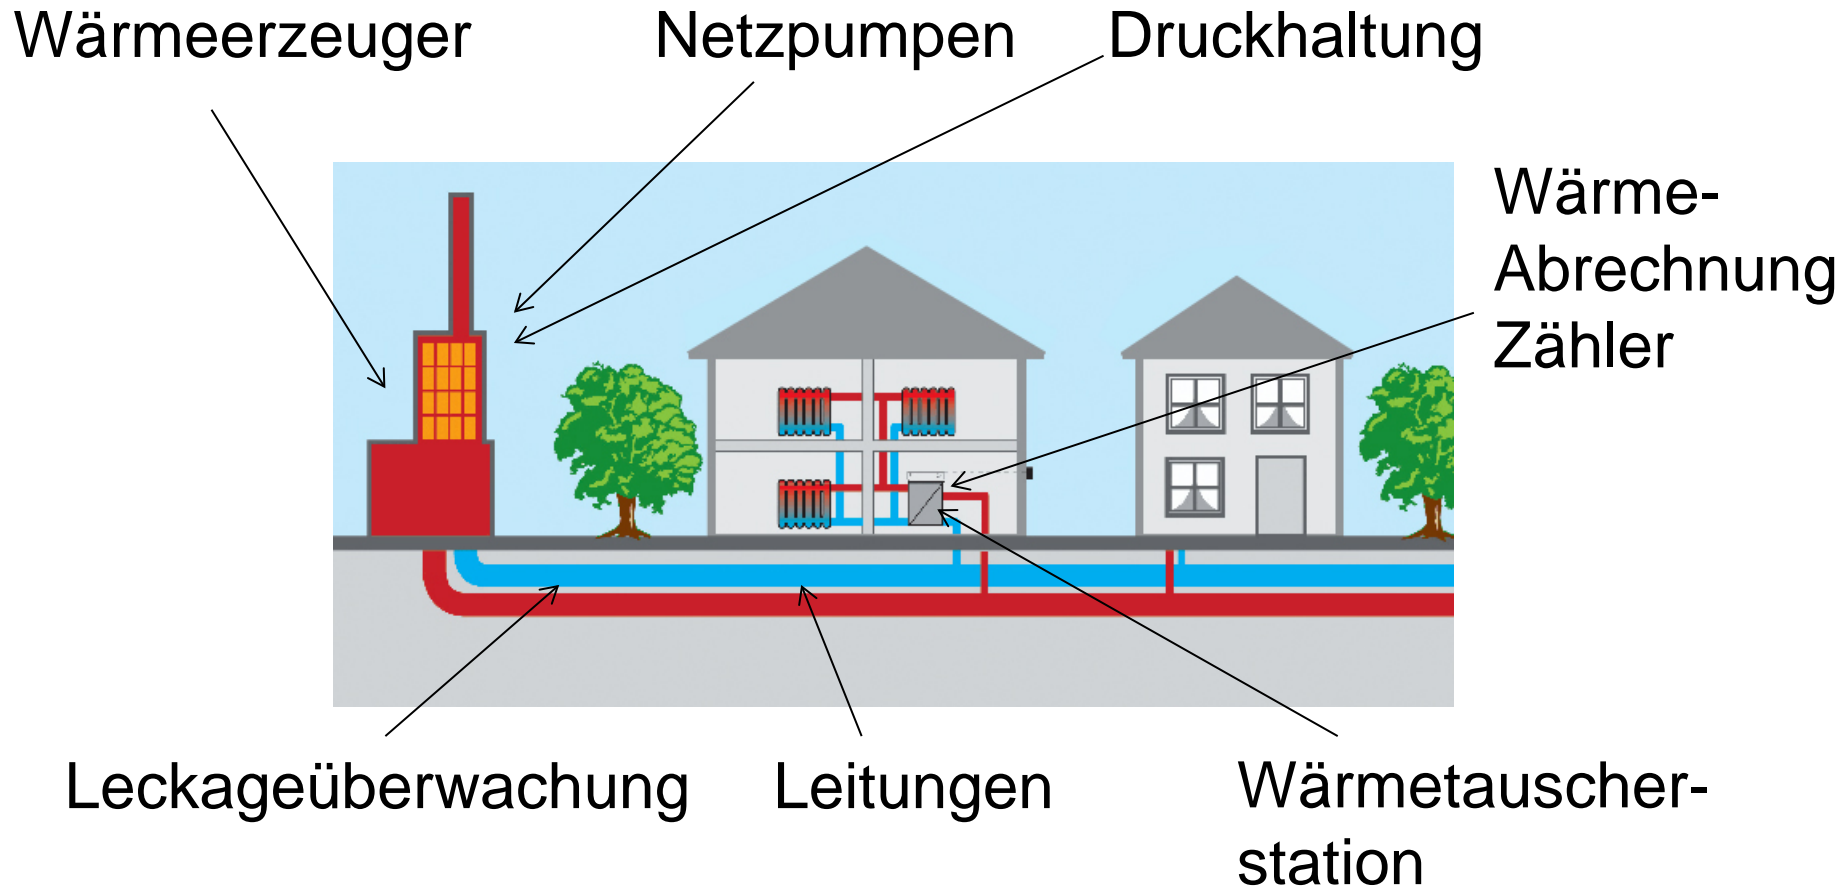 Wärmeerzeuger
Netzpumpen
Druckhaltung
Wärme-
Abrechnung
Zähler
Leckageüberwachung
Leitungen
Wärmetauscher-
station